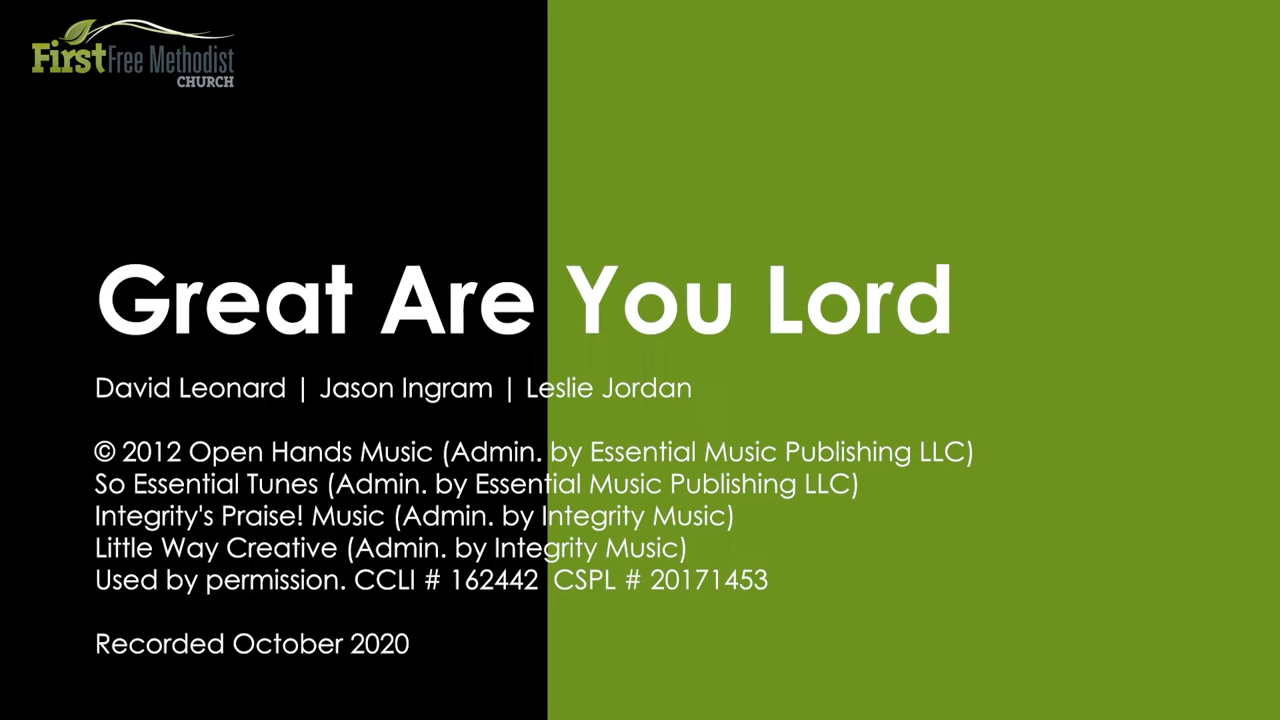 First Free Methodist
CHURCH
Great Are You Lord
David Leonard | Jason Ingram | Leslie Jordan
© 2012 Open Hands Music (Admin. by Essential Music Publishing LLC)
So Essential Tunes (Admin. by Essential Music Publishing LLC)
Integrity's Praise! Music (Admin. by Integrity Music)
Little Way Creative (Admin. by Integrity Music)
Used by permission. CCLI # 162442  CSPL # 20171453
Recorded October 2020